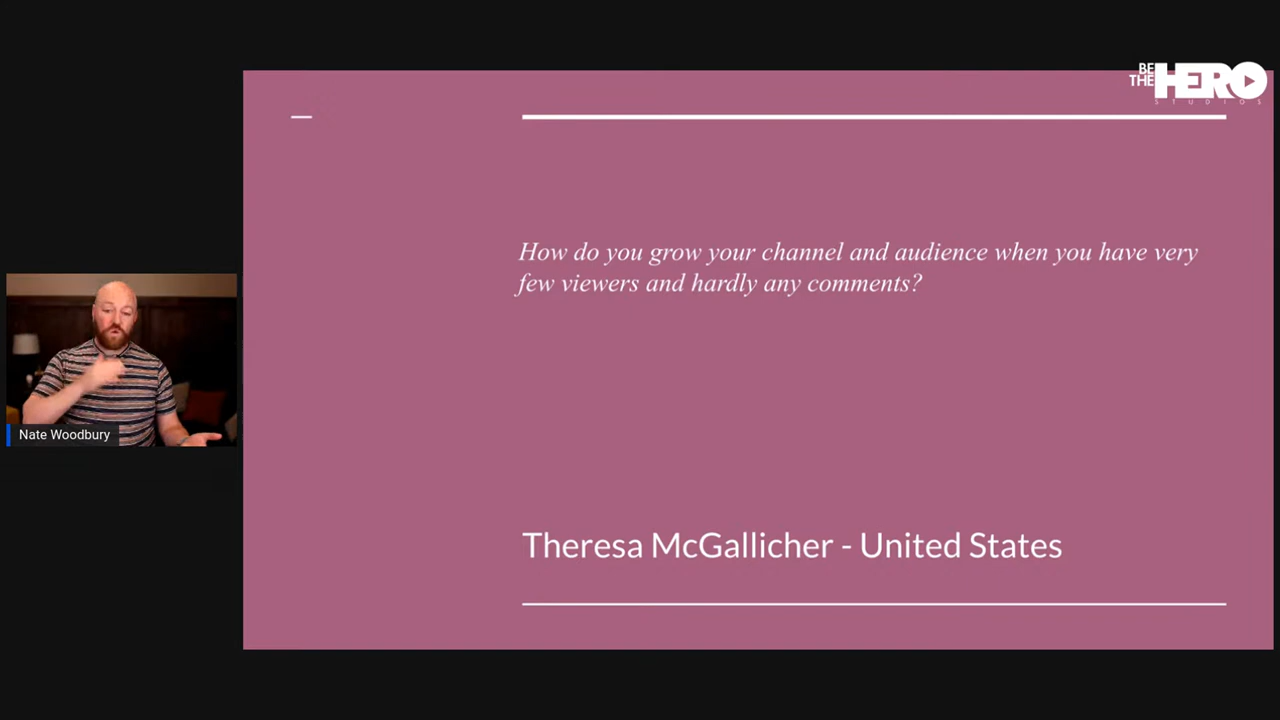 BE
THE HERO
STUDIOS
How do you grow your channel and audience when you have very
few viewers and hardly any comments?
Nate Woodbury
Theresa McGallicher - United States